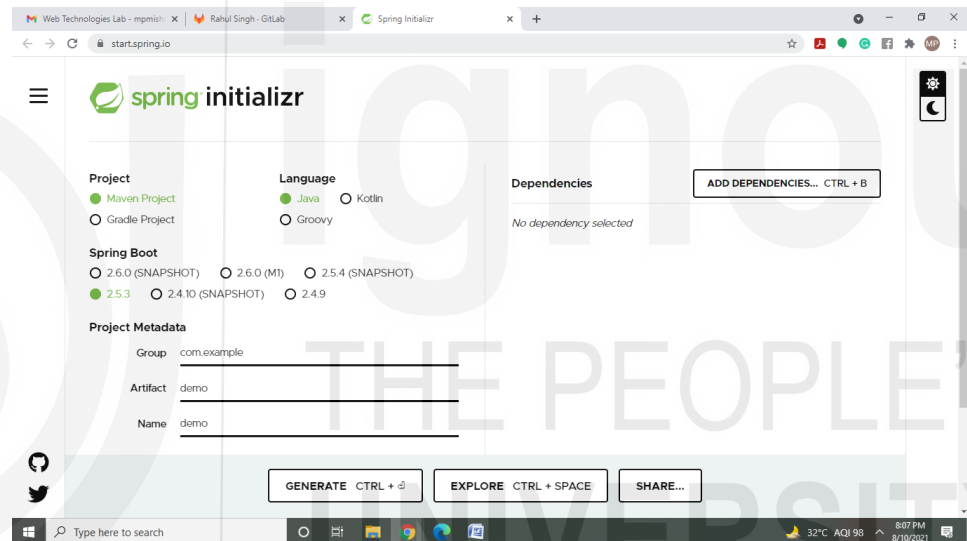 Web Technologies Lab - mpmish
Rahul Singh · GitLab
Spring Initializr
start.spring.io
MP
spring initializr
Project
Maven Project
Gradle Project
Language
Java Kotlin
Groovy
Spring Boot
2.6.0 (SNAPSHOT) 2.6.0 (M1) 2.5.4 (SNAPSHOT)
2.5.3 2.4.10 (SNAPSHOT) 2.4.9
Project Metadata
Group com.example
Artifact demo
Name demo
Dependencies
ADD DEPENDENCIES... CTRL + B
No dependency selected
GENERATE CTRL + ⏎
EXPLORE CTRL + SPACE
SHARE...
ignou
THE PEOPLE'
UNIVERSITY
Type here to search
32°C AQI 98
8:07 PM
8/10/2021